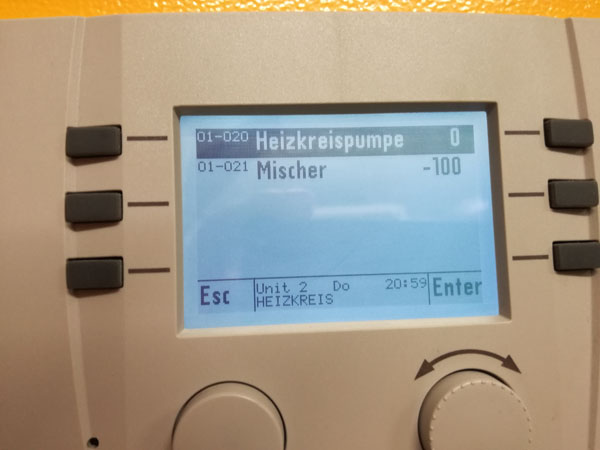 01-020 Heizkreispumpe 0
01-021 Mischer -100
Esc Unit 2 Do 20:59 Enter
HEIZKREIS